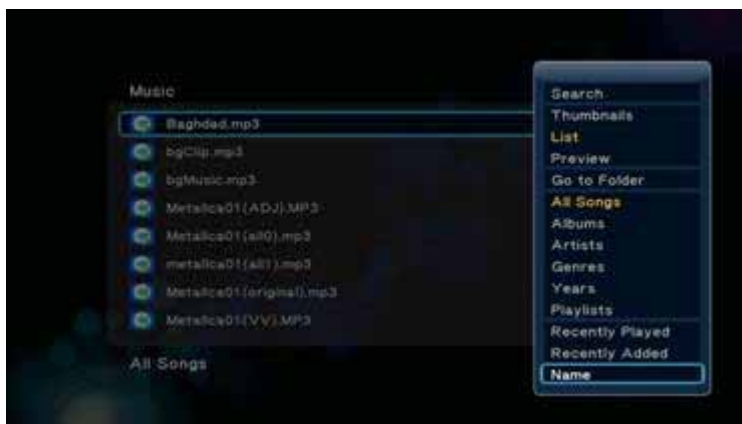 Music
Baghdad.mp3
bgClip.mp3
bgMusic.mp3
Metallica01(ADJ).MP3
Metallica01(all0).mp3
metallica01(all1).mp3
Metallica01(original).mp3
Metallica01(VV).MP3
All Songs
Search
Thumbnails
List
Preview
Go to Folder
All Songs
Albums
Artists
Genres
Years
Playlists
Recently Played
Recently Added
Name